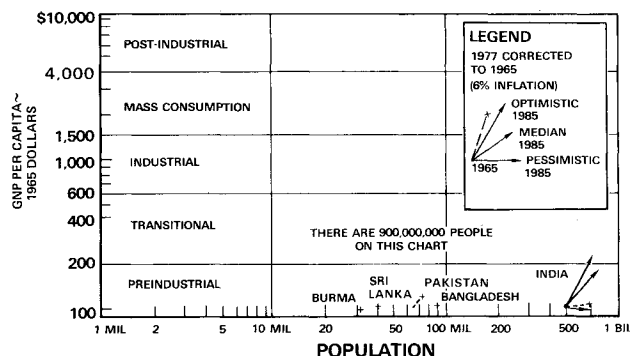 $10,000
POST-INDUSTRIAL
4,000
MASS CONSUMPTION
1,500
INDUSTRIAL
1,000
600
TRANSITIONAL
400
200
PREINDUSTRIAL
100
GNP PER CAPITA~
1965 DOLLARS
LEGEND
1977 CORRECTED
TO 1965
(6% INFLATION)
OPTIMISTIC
1985
MEDIAN
1985
1965
PESSIMISTIC
1985
THERE ARE 900,000,000 PEOPLE
ON THIS CHART
INDIA
SRI
LANKA
PAKISTAN
BURMA
BANGLADESH
1 MIL 2 5 10 MIL 20 50 100 MIL 200 500 1 BIL
POPULATION